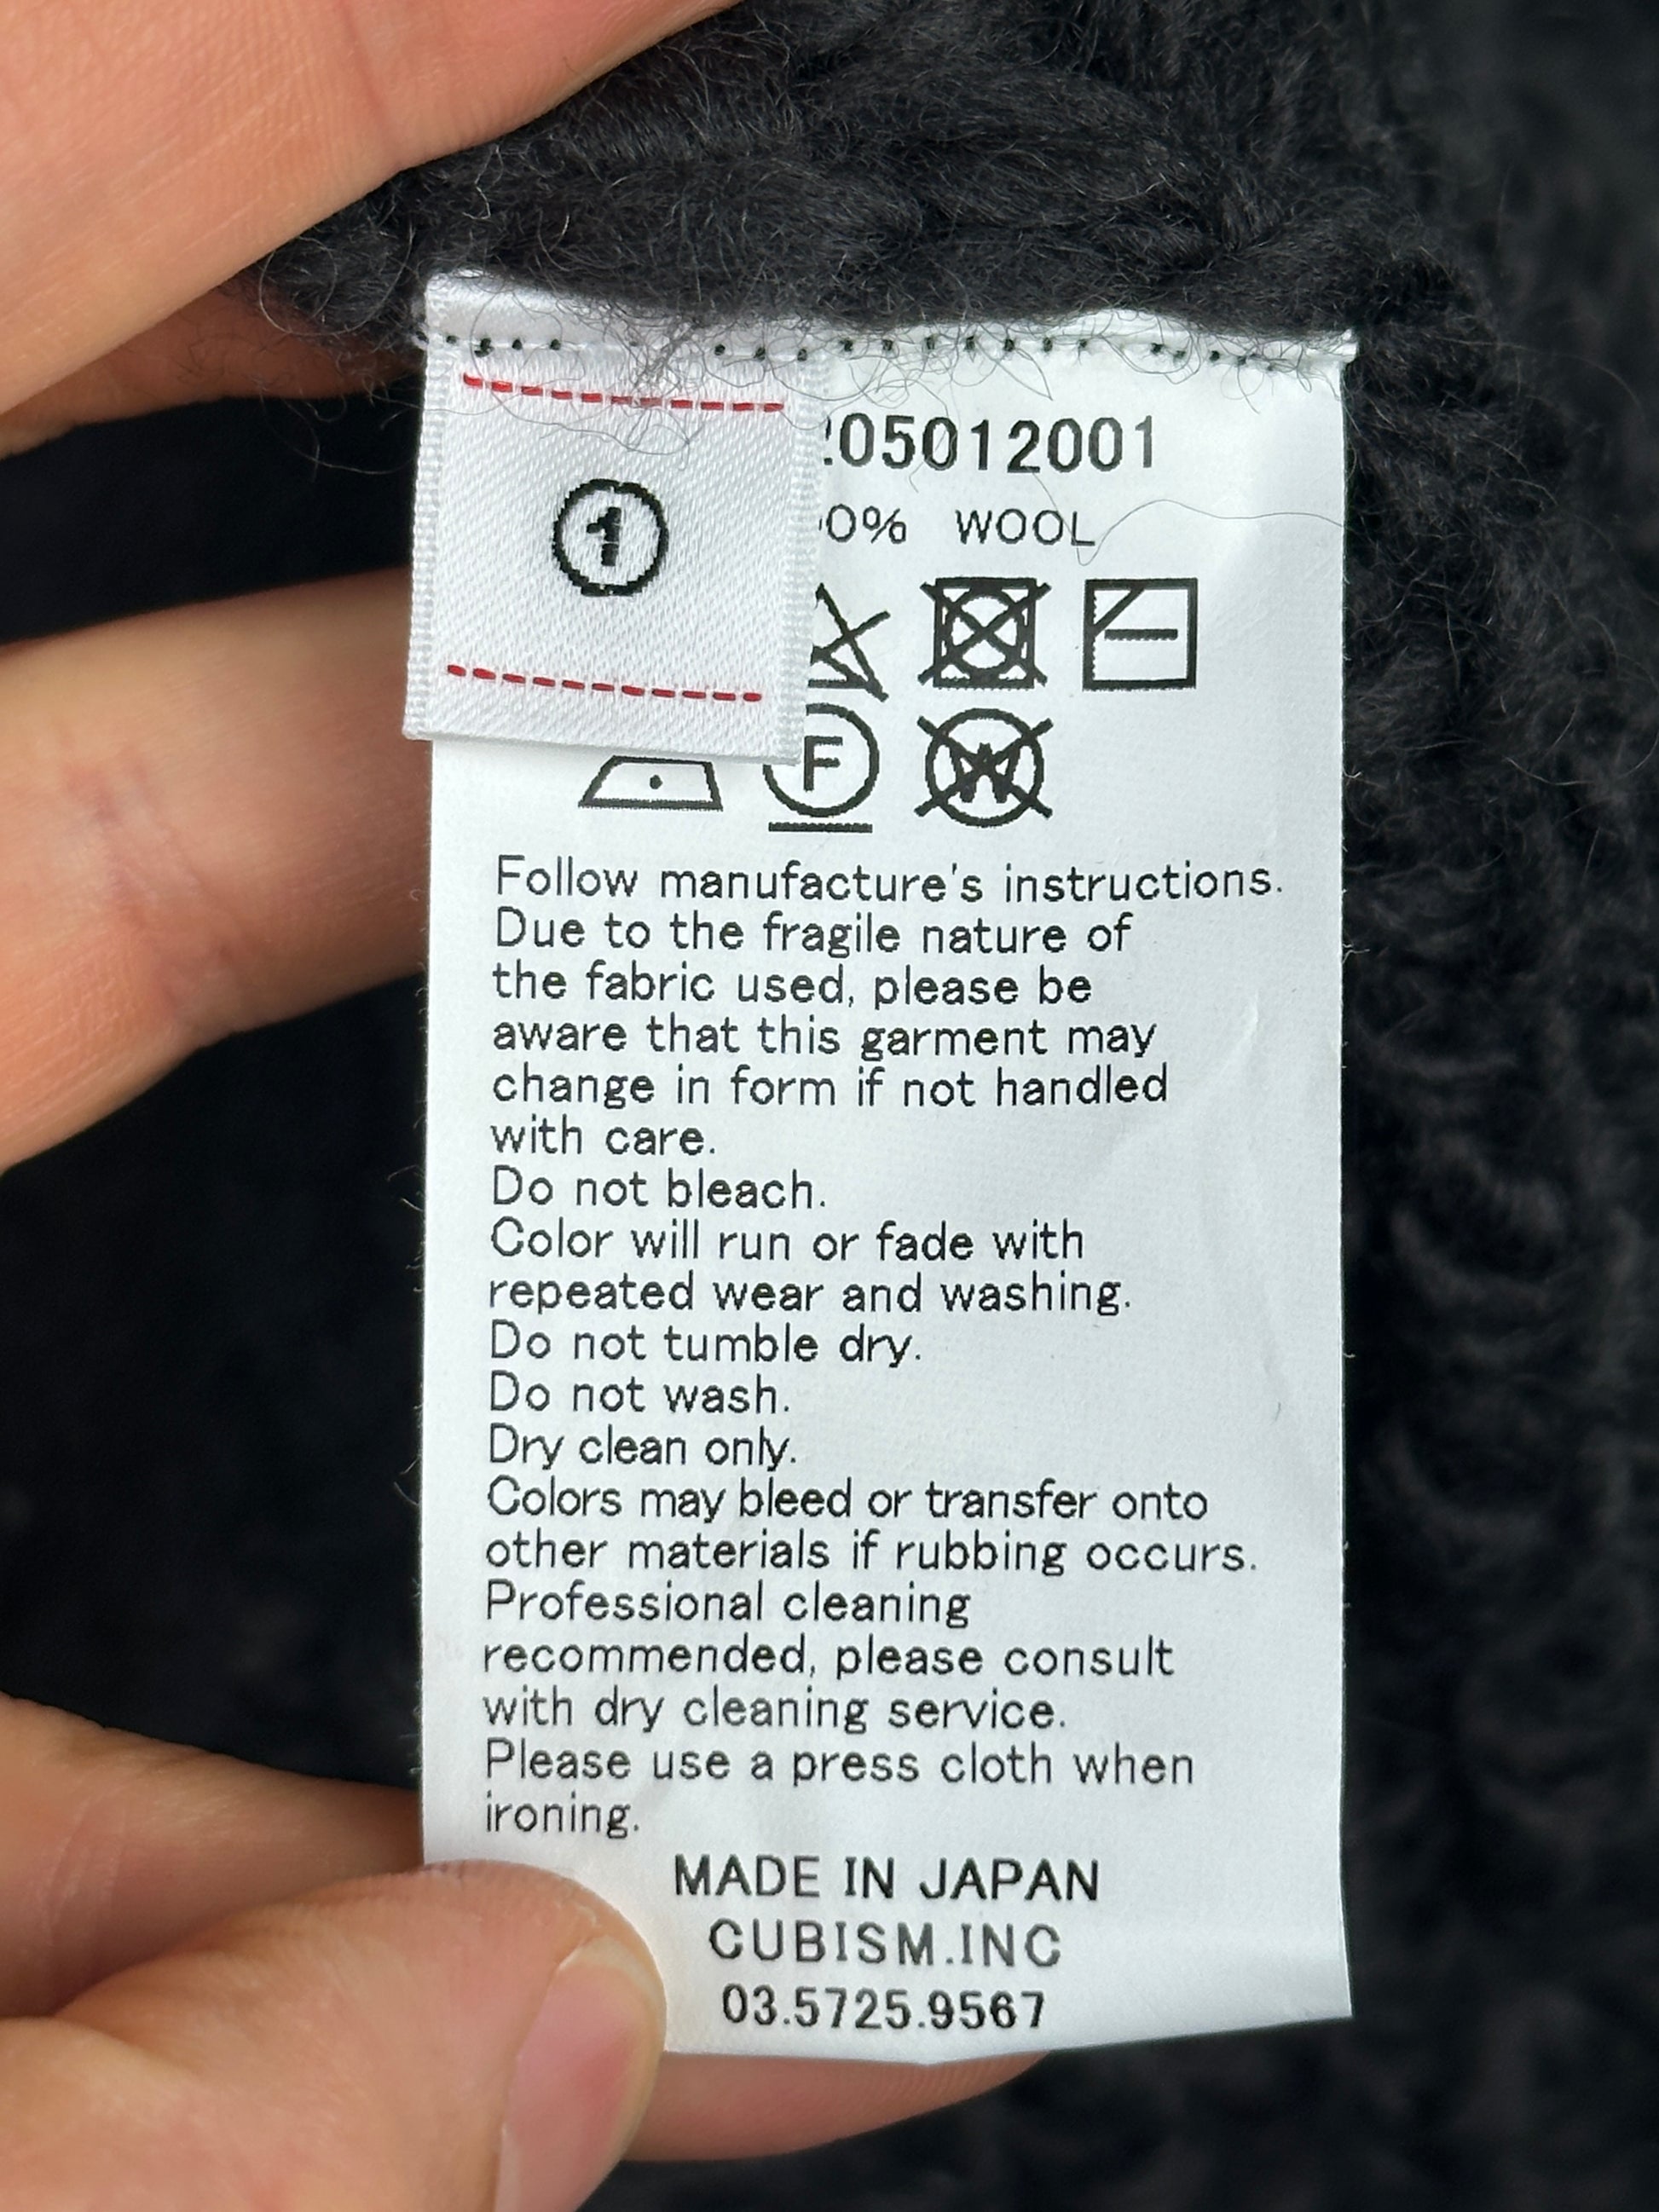 ①
05012001
0% WOOL
F
W
Follow manufacture's instructions.
Due to the fragile nature of
the fabric used, please be
aware that this garment may
change in form if not handled
with care.
Do not bleach.
Color will run or fade with
repeated wear and washing.
Do not tumble dry.
Do not wash.
Dry clean only.
Colors may bleed or transfer onto
other materials if rubbing occurs.
Professional cleaning
recommended, please consult
with dry cleaning service.
Please use a press cloth when
ironing.
MADE IN JAPAN
CUBISM.INC
03.5725.9567